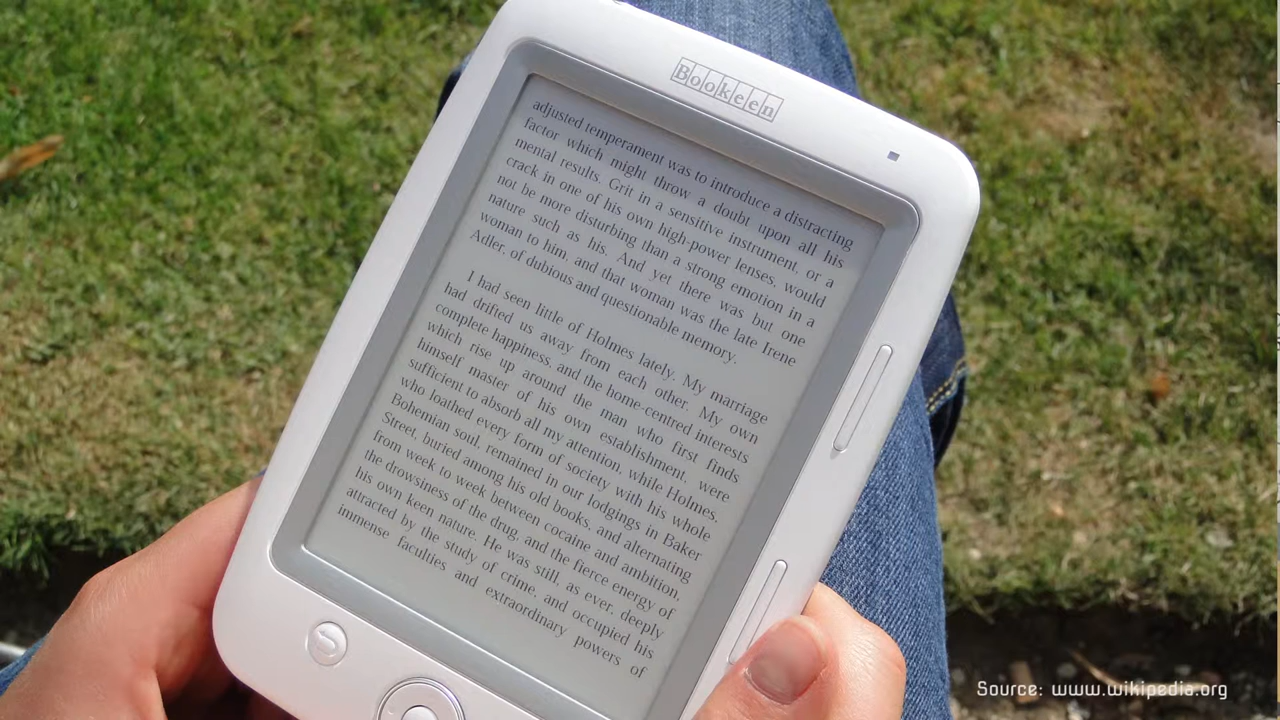 Bookeen
adjusted temperament was to introduce a distracting
factor which might throw a doubt upon all his
mental results. Grit in a sensitive instrument, or a
crack in one of his own high-power lenses, would
not be more disturbing than a strong emotion in a
nature such as his. And yet there was but one
woman to him, and that woman was the late Irene
Adler, of dubious and questionable memory.
I had seen little of Holmes lately. My marriage
had drifted us away from each other. My own
complete happiness, and the home-centred interests
which rise up around the man who first finds
himself master of his own establishment, were
sufficient to absorb all my attention, while Holmes,
who loathed every form of society with his whole
Bohemian soul, remained in our lodgings in Baker
Street, buried among his old books, and alternating
from week to week between cocaine and ambition,
the drowsiness of the drug, and the fierce energy of
his own keen nature. He was still, as ever, deeply
attracted by the study of crime, and occupied his
immense faculties and extraordinary powers of
Source: www.wikipedia.org